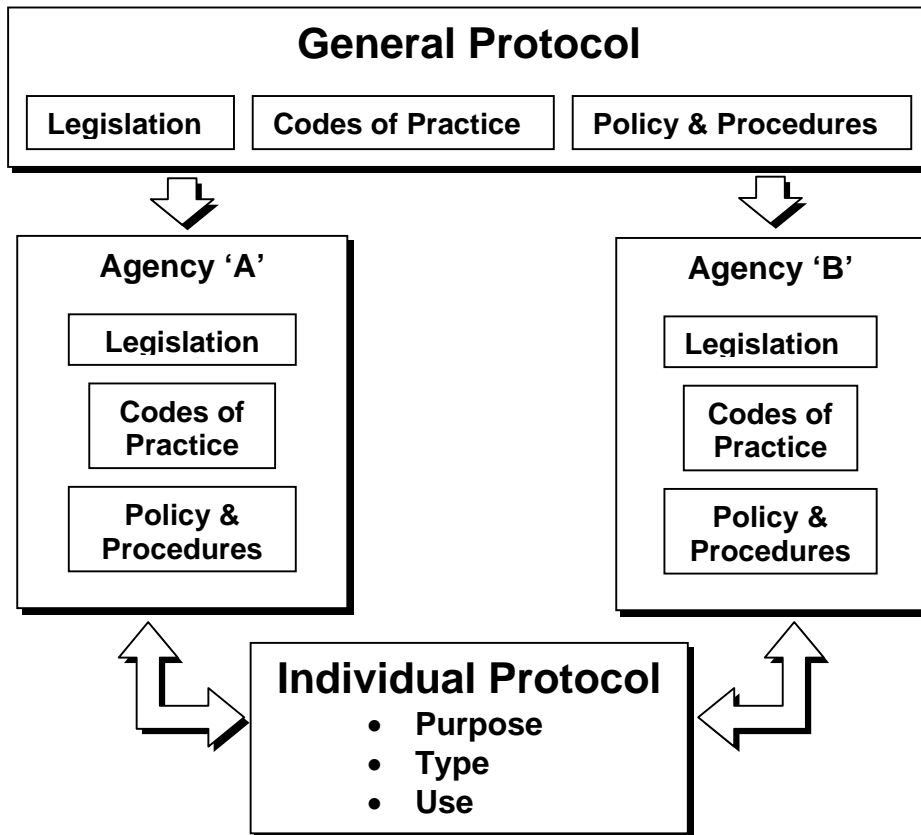 General Protocol
Legislation
Codes of Practice
Policy & Procedures
Agency ‘A’
Legislation
Codes of
Practice
Policy &
Procedures
Agency ‘B’
Legislation
Codes of
Practice
Policy &
Procedures
Individual Protocol
• Purpose
• Type
• Use